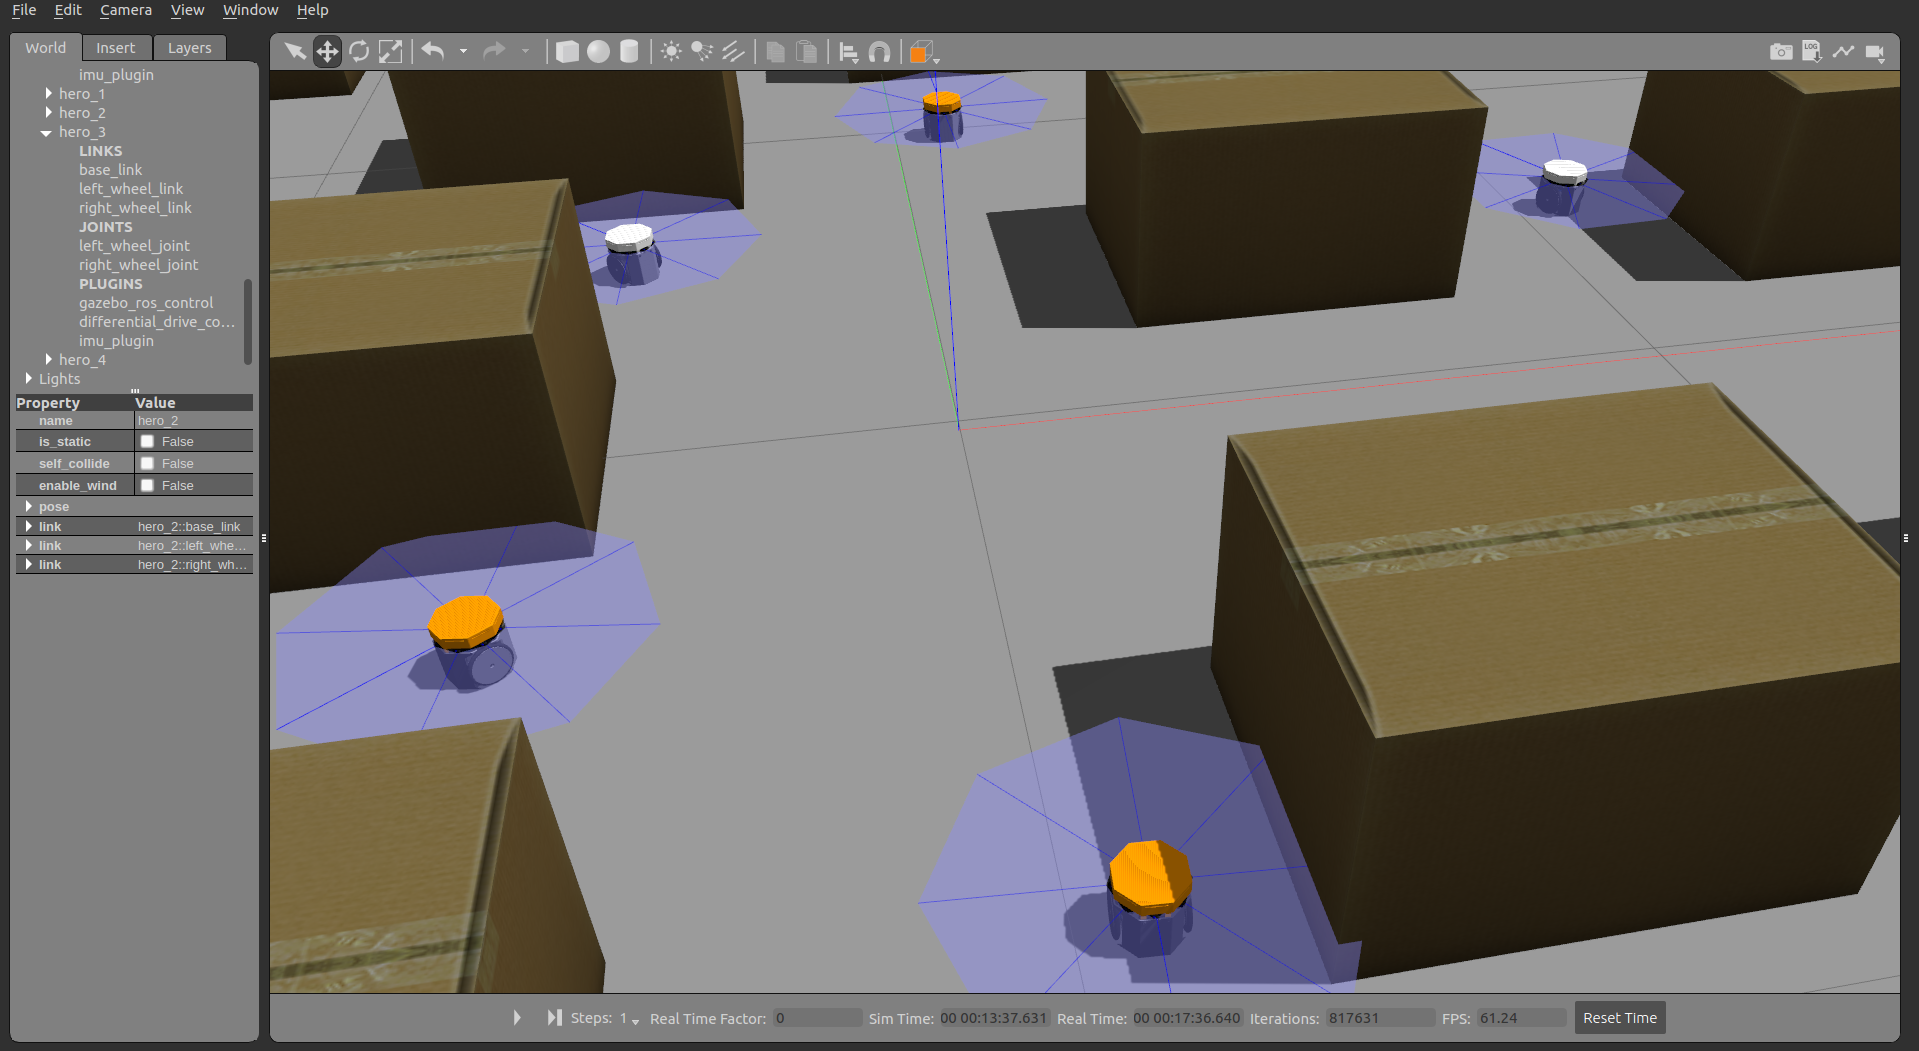 File Edit Camera View Window Help
World Insert Layers
LOG
imu_plugin
hero_1
hero_2
hero_3
LINKS
base_link
left_wheel_link
right_wheel_link
JOINTS
left_wheel_joint
right_wheel_joint
PLUGINS
gazebo_ros_control
differential_drive_co...
imu_plugin
hero_4
Lights
Property Value
name hero_2
is_static False
self_collide False
enable_wind False
pose
link hero_2::base_link
link hero_2::left_whe...
link hero_2::right_wh...
Steps: 1 Real Time Factor: 0 Sim Time: 00 00:13:37.631 Real Time: 00 00:17:36.640 Iterations: 817631 FPS: 61.24 Reset Time